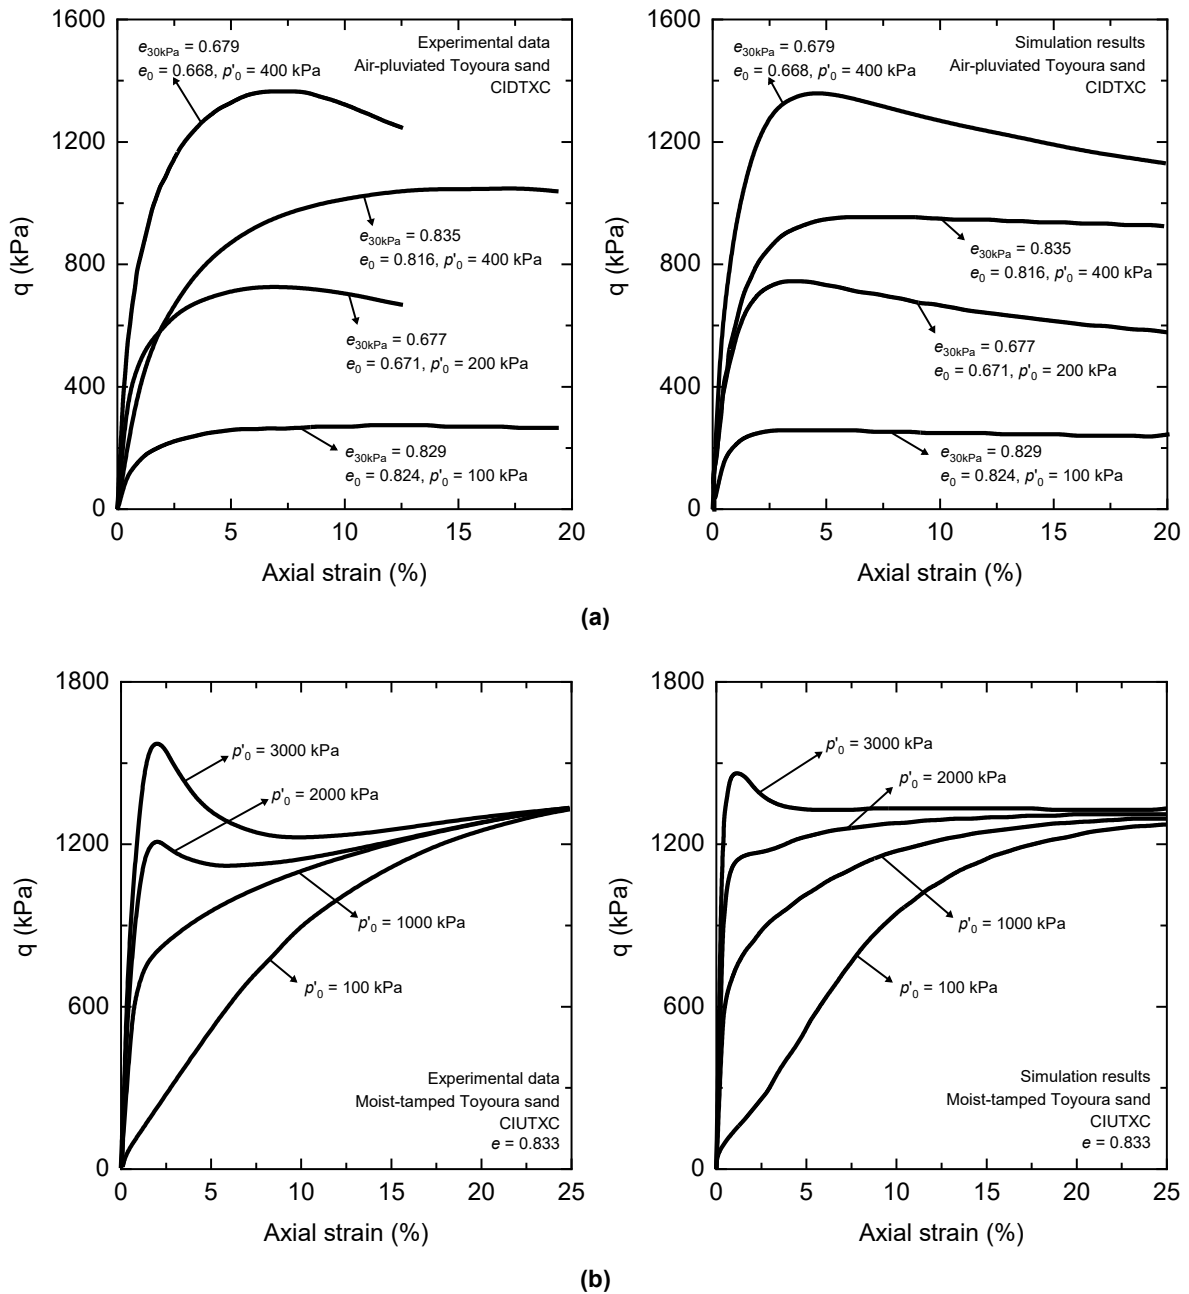 1600
1200
800
400
0
q (kPa)
0
5
10
15
20
Axial strain (%)
e30kPa = 0.679
e0 = 0.668, p'0 = 400 kPa
Experimental data
Air-pluviated Toyoura sand
CIDTXC
e30kPa = 0.835
e0 = 0.816, p'0 = 400 kPa
e30kPa = 0.677
e0 = 0.671, p'0 = 200 kPa
e30kPa = 0.829
e0 = 0.824, p'0 = 100 kPa
1600
1200
800
400
0
q (kPa)
0
5
10
15
20
Axial strain (%)
e30kPa = 0.679
e0 = 0.668, p'0 = 400 kPa
Simulation results
Air-pluviated Toyoura sand
CIDTXC
e30kPa = 0.835
e0 = 0.816, p'0 = 400 kPa
e30kPa = 0.677
e0 = 0.671, p'0 = 200 kPa
e30kPa = 0.829
e0 = 0.824, p'0 = 100 kPa
(a)
1800
1200
600
0
q (kPa)
0
5
10
15
20
25
Axial strain (%)
p'0 = 3000 kPa
p'0 = 2000 kPa
p'0 = 1000 kPa
p'0 = 100 kPa
Experimental data
Moist-tamped Toyoura sand
CIUTXC
e = 0.833
1800
1200
600
0
q (kPa)
0
5
10
15
20
25
Axial strain (%)
p'0 = 3000 kPa
p'0 = 2000 kPa
p'0 = 1000 kPa
p'0 = 100 kPa
Simulation results
Moist-tamped Toyoura sand
CIUTXC
e = 0.833
(b)